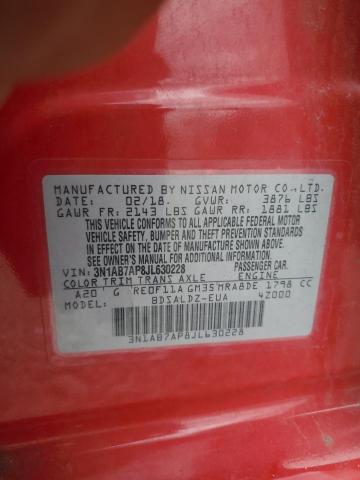 MANUFACTURED BY NISSAN MOTOR CO.,LTD.
DATE: 02/18. GVWR: 3876 LBS
GAWR FR: 2143 LBS GAWR RR: 1881 LBS
THIS VEHICLE CONFORMS TO ALL APPLICABLE FEDERAL MOTOR
VEHICLE SAFETY, BUMPER AND THEFT PREVENTION STANDARDS
IN EFFECT ON THE DATE OF MANUFACTURE SHOWN ABOVE.
SEE OWNER'S MANUAL FOR ADDITIONAL INFORMATION
VIN: 3N1AB7AP8JL630228 PASSENGER CAR.
COLOR TRIM TRANS AXLE ENGINE
A20 G RE0F11A GM35 MRA8DE 1798 CC
MODEL: BDSALDZ-EUA 4Z000
3N1AB7AP8JL630228